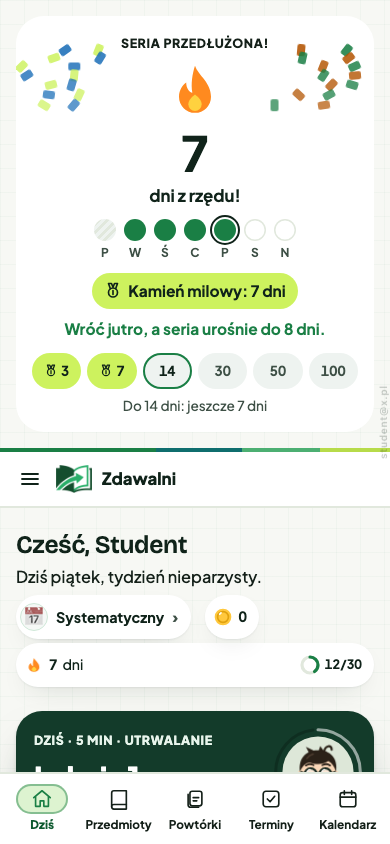 SERIA PRZEDŁUŻONA!
7
dni z rzędu!
P W Ś C P S N
Kamień milowy: 7 dni
Wróć jutro, a seria urośnie do 8 dni.
3 7 14 30 50 100
Do 14 dni: jeszcze 7 dni
student@x.pl
Zdawalni
Cześć, Student
Dziś piątek, tydzień nieparzysty.
17 Systematyczny › 0
7 dni 12/30
DZIŚ · 5 MIN · UTRWALANIE
Dziś Przedmioty Powtórki Terminy Kalendarz